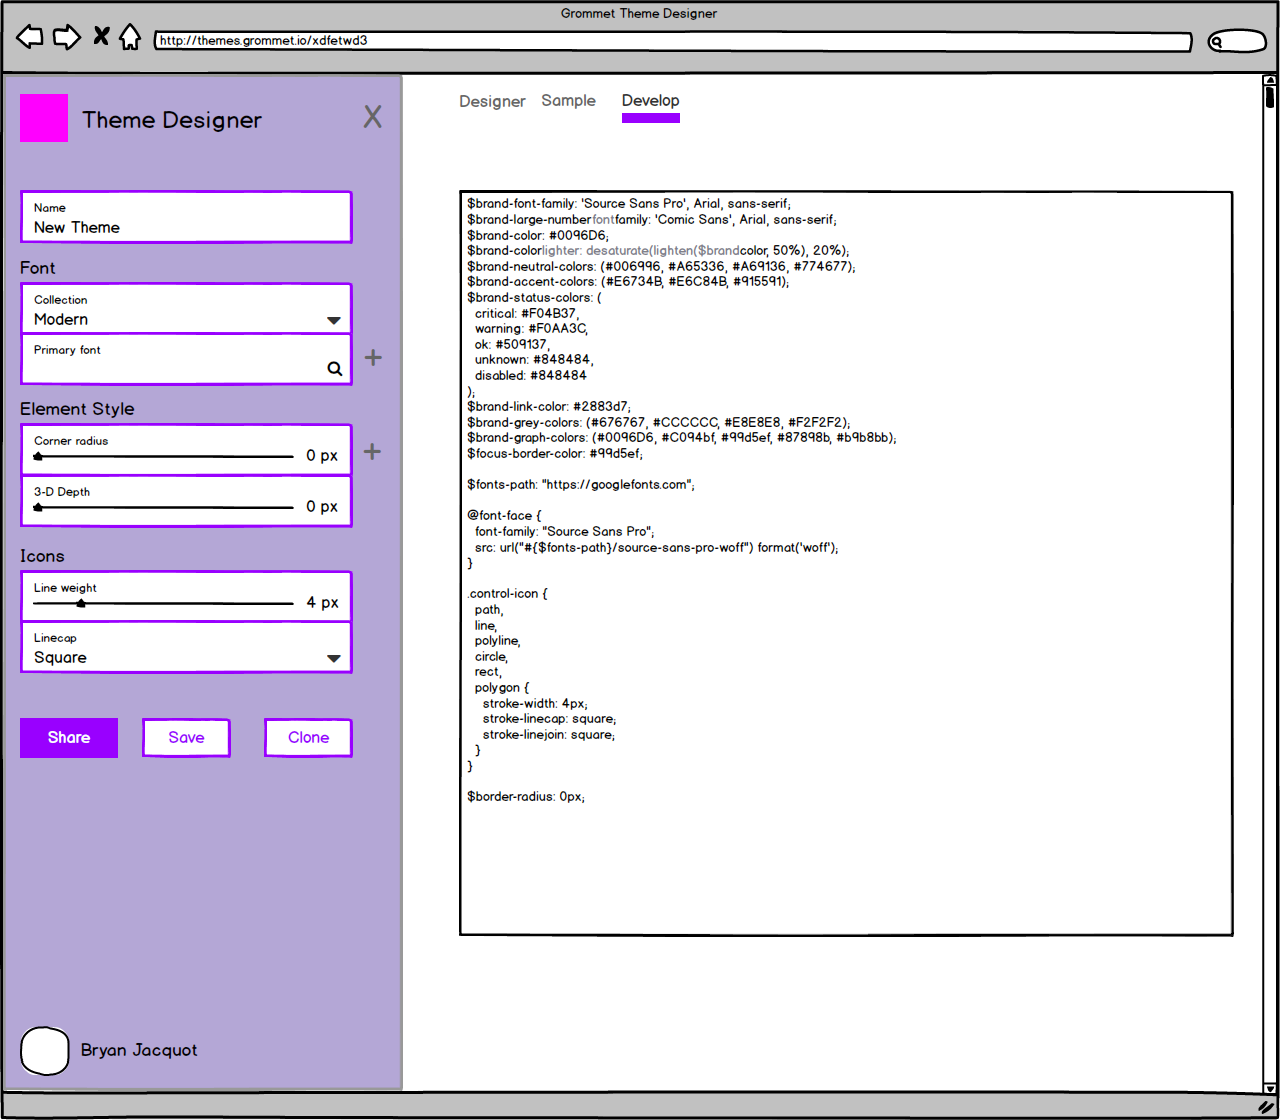 Grommet Theme Designer
http://themes.grommet.io/xdfetwd3
Theme Designer
X
Name
New Theme
Font
Collection
Modern
Primary font
+
Element Style
Corner radius
0 px
+
3-D Depth
0 px
Icons
Line weight
4 px
Linecap
Square
Share
Save
Clone
Bryan Jacquot
Designer
Sample
Develop
$brand-font-family: 'Source Sans Pro', Arial, sans-serif;
$brand-large-numberfontfamily: 'Comic Sans', Arial, sans-serif;
$brand-color: #0096D6;
$brand-colorlighter: desaturate(lighten($brandcolor, 50%), 20%);
$brand-neutral-colors: (#006996, #A65336, #A69136, #774677);
$brand-accent-colors: (#E6734B, #E6C84B, #915591);
$brand-status-colors: (
critical: #F04B37,
warning: #F0AA3C,
ok: #509137,
unknown: #848484,
disabled: #848484
);
$brand-link-color: #2883d7;
$brand-grey-colors: (#676767, #CCCCCC, #E8E8E8, #F2F2F2);
$brand-graph-colors: (#0096D6, #C094bf, #99d5ef, #87898b, #b9b8bb);
$focus-border-color: #99d5ef;
$fonts-path: "https://googlefonts.com";
@font-face {
font-family: "Source Sans Pro";
src: url("#{$fonts-path}/source-sans-pro-woff") format('woff');
}
.control-icon {
path,
line,
polyline,
circle,
rect,
polygon {
stroke-width: 4px;
stroke-linecap: square;
stroke-linejoin: square;
}
}
$border-radius: 0px;